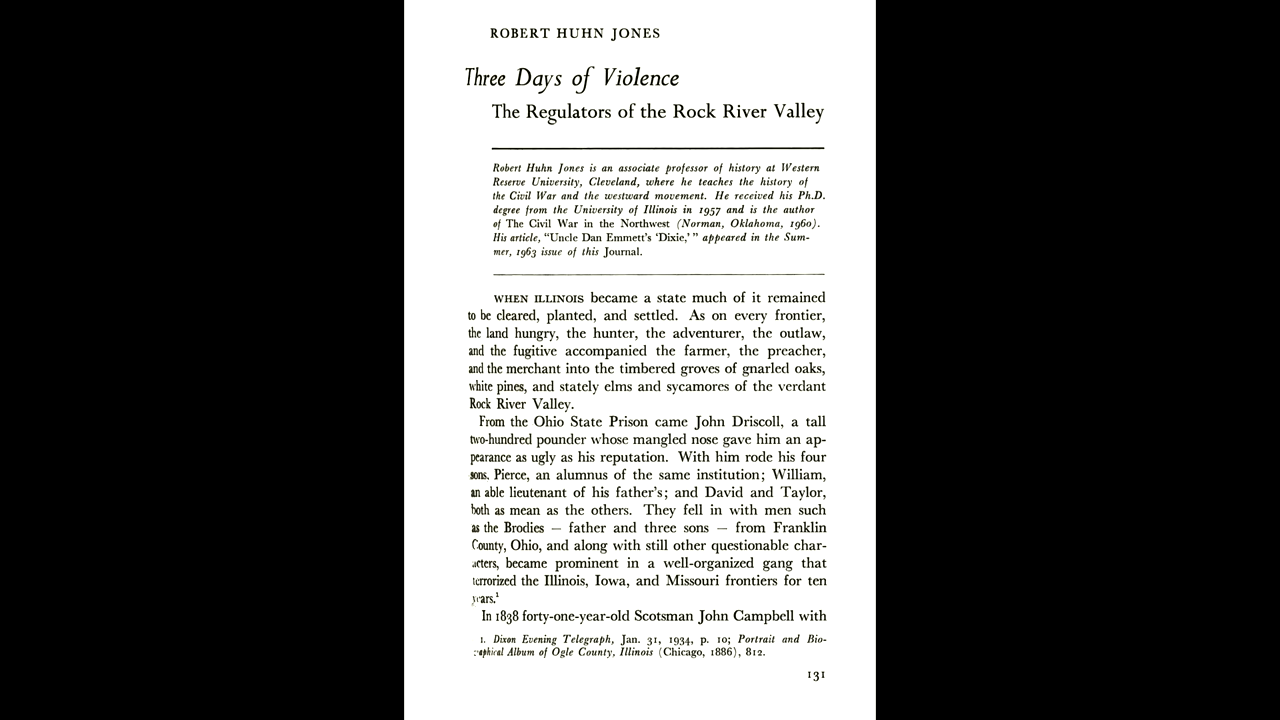 ROBERT HUHN JONES
Three Days of Violence
The Regulators of the Rock River Valley
Robert Huhn Jones is an associate professor of history at Western
Reserve University, Cleveland, where he teaches the history of
the Civil War and the westward movement. He received his Ph.D.
degree from the University of Illinois in 1957 and is the author
of The Civil War in the Northwest (Norman, Oklahoma, 1960).
His article, “Uncle Dan Emmett’s ‘Dixie,’ ” appeared in the Sum-
mer, 1963 issue of this Journal.
WHEN ILLINOIS became a state much of it remained
to be cleared, planted, and settled. As on every frontier,
the land hungry, the hunter, the adventurer, the outlaw,
and the fugitive accompanied the farmer, the preacher,
and the merchant into the timbered groves of gnarled oaks,
white pines, and stately elms and sycamores of the verdant
Rock River Valley.
From the Ohio State Prison came John Driscoll, a tall
two-hundred pounder whose mangled nose gave him an ap-
pearance as ugly as his reputation. With him rode his four
sons. Pierce, an alumnus of the same institution; William,
an able lieutenant of his father’s; and David and Taylor,
both as mean as the others. They fell in with men such
as the Brodies — father and three sons — from Franklin
County, Ohio, and along with still other questionable char-
acters, became prominent in a well-organized gang that
terrorized the Illinois, Iowa, and Missouri frontiers for ten
years.¹
In 1838 forty-one-year-old Scotsman John Campbell with
1. Dixon Evening Telegraph, Jan. 31, 1934, p. 10; Portrait and Bio-
graphical Album of Ogle County, Illinois (Chicago, 1886), 812.
131